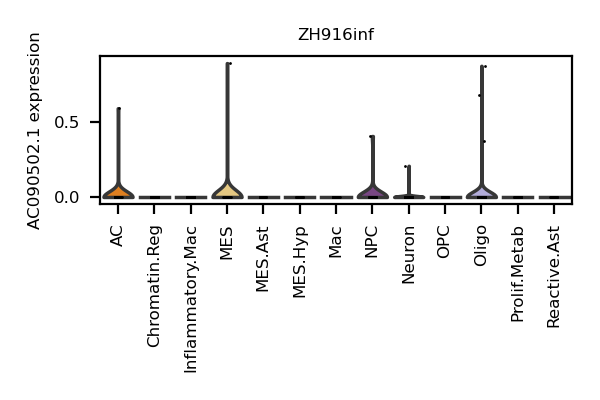 ZH916inf
AC090502.1 expression
0.5
0.0
AC
Chromatin.Reg
Inflammatory.Mac
MES
MES.Ast
MES.Hyp
Mac
NPC
Neuron
OPC
Oligo
Prolif.Metab
Reactive.Ast